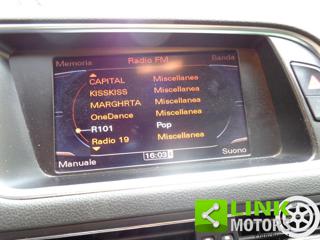 Memoria Radio FM Banda
CAPITAL Miscellanea
KISSKISS Miscellanea
MARGHRTA Miscellanea
OneDance Miscellanea
R101 Pop
Radio 19 Miscellanea
Manuale 16:03 Suono
LINK
MOTORS